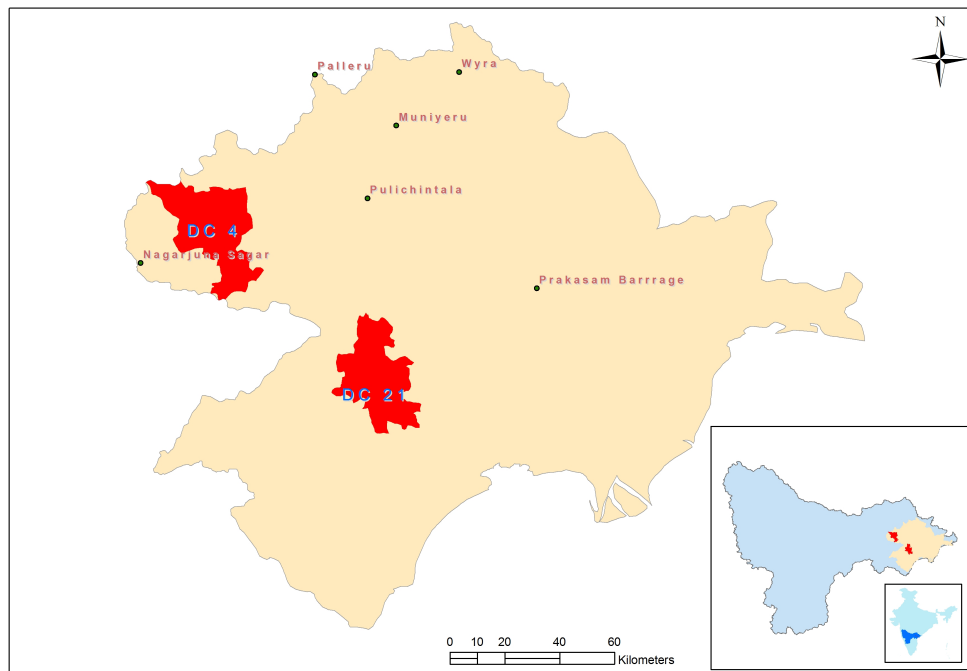 N
Palleru
Wyra
Muniyeru
Pulichintala
DC 4
Nagarjuna Sagar
Prakasam Barrrage
DC 21
0 10 20 40 60
Kilometers